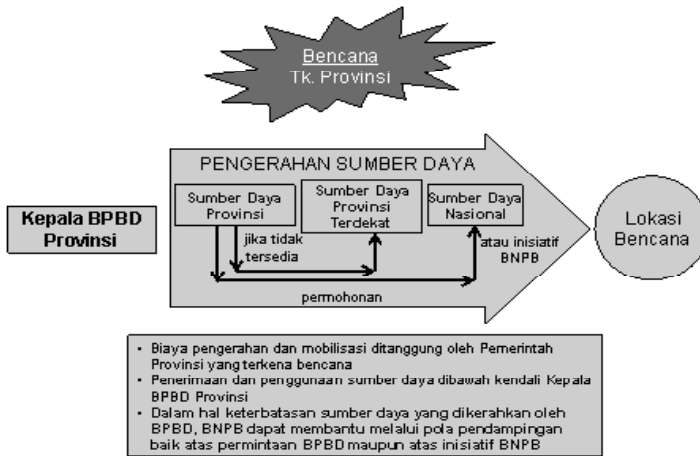 Bencana
Tk. Provinsi
PENGERAHAN SUMBER DAYA
Kepala BPBD
Provinsi
Sumber Daya
Provinsi
Sumber Daya
Provinsi
Terdekat
Sumber Daya
Nasional
jika tidak
tersedia
atau inisiatif
BNPB
permohonan
Lokasi
Bencana
• Biaya pengerahan dan mobilisasi ditanggung oleh Pemerintah
Provinsi yang terkena bencana
• Penerimaan dan penggunaan sumber daya dibawah kendali Kepala
BPBD Provinsi
• Dalam hal keterbatasan sumber daya yang dikerahkan oleh
BPBD, BNPB dapat membantu melalui pola pendampingan
baik atas permintaan BPBD maupun atas inisiatif BNPB